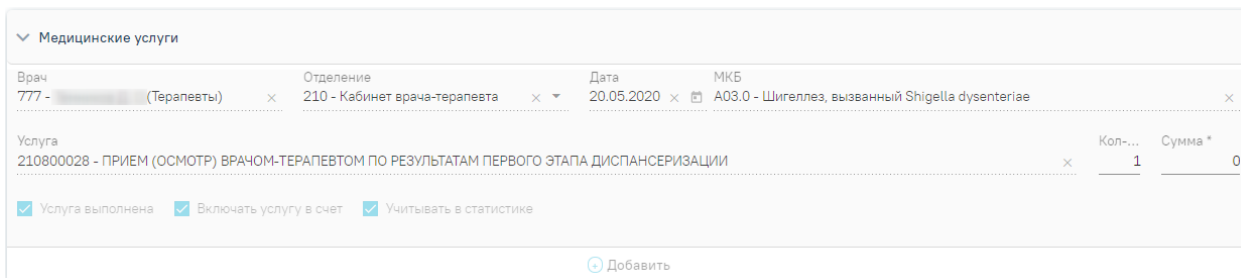 Медицинские услуги
Врач Отделение Дата МКБ
777 - (Терапевты) 210 - Кабинет врача-терапевта 20.05.2020 A03.0 - Шигеллез, вызванный Shigella dysenteriae
Услуга Кол-... Сумма *
210800028 - ПРИЕМ (ОСМОТР) ВРАЧОМ-ТЕРАПЕВТОМ ПО РЕЗУЛЬТАТАМ ПЕРВОГО ЭТАПА ДИСПАНСЕРИЗАЦИИ 1 0
Услуга выполнена Включать услугу в счет Учитывать в статистике
Добавить